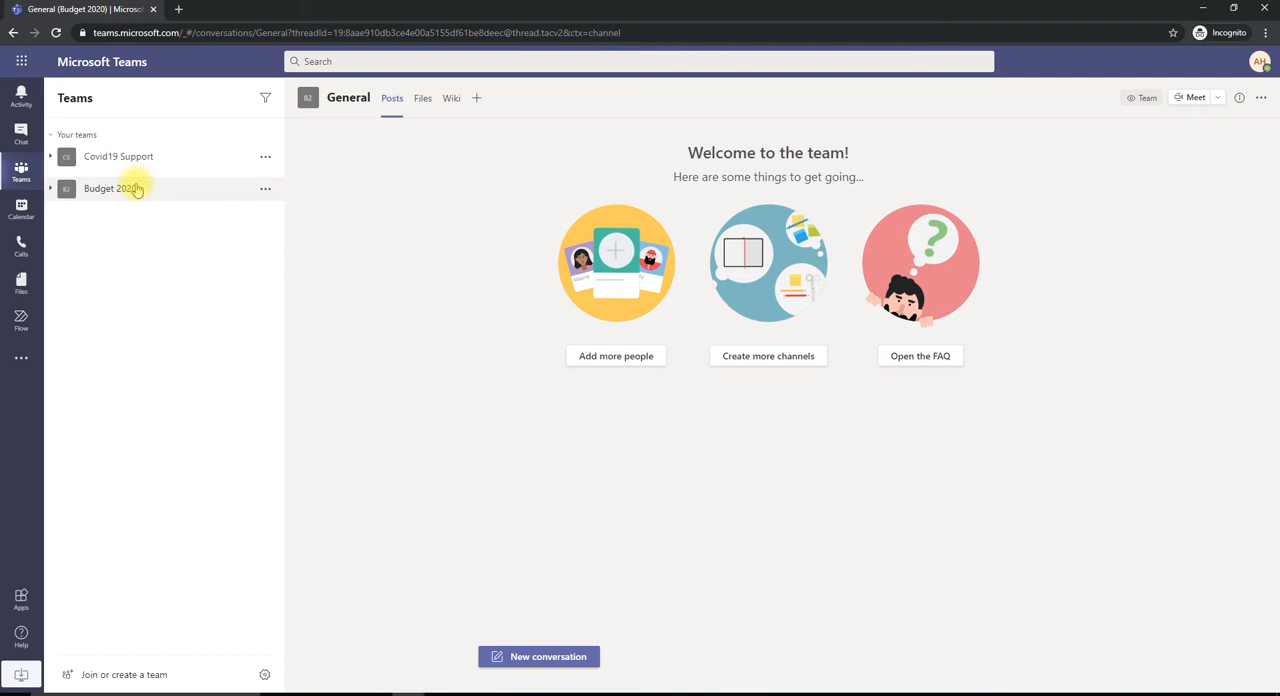 General (Budget 2020) | Microsof
teams.microsoft.com/_#/conversations/General?threadId=19:8aae910db3ce4e00a5155df61be8deec@thread.tacv2&ctx=channel
Incognito
Microsoft Teams
Search
AH
Activity
Chat
Teams
Calendar
Calls
Files
Flow
Apps
Help
Teams
Your teams
CS Covid19 Support
B2 Budget 2020
Join or create a team
B2 General Posts Files Wiki
Team Meet
Welcome to the team!
Here are some things to get going...
Add more people
Create more channels
Open the FAQ
New conversation